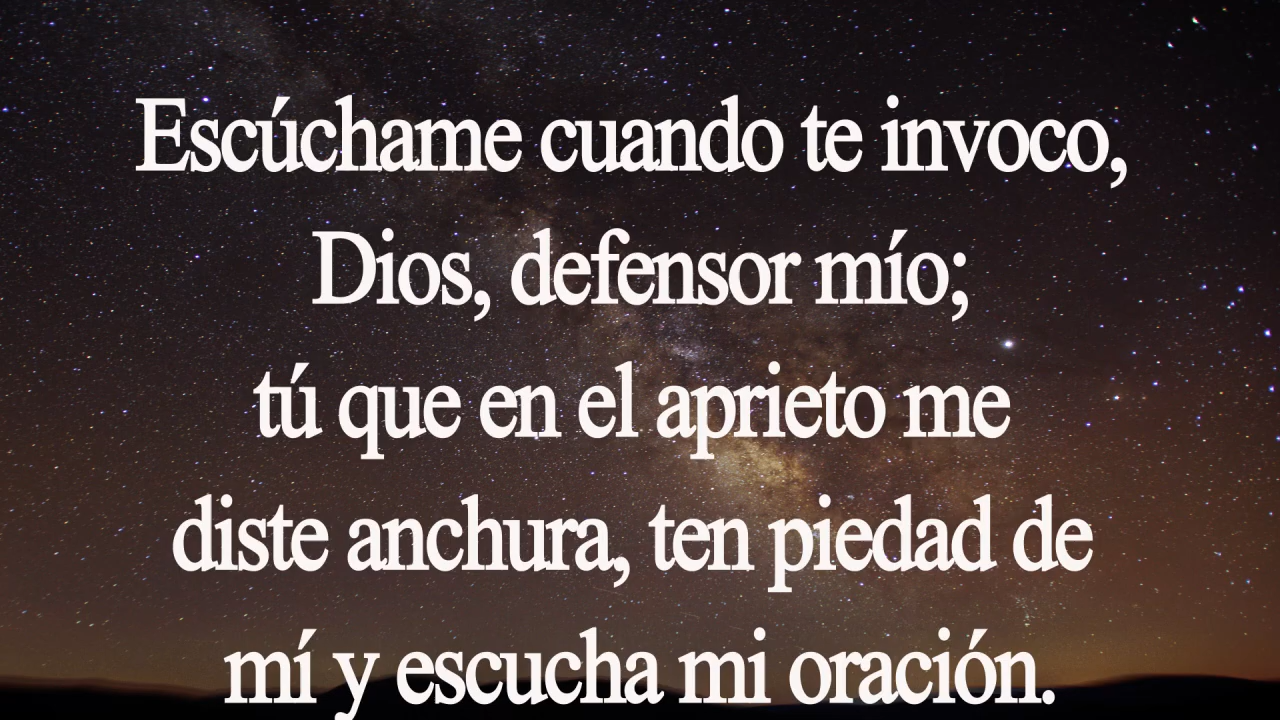 Escúchame cuando te invoco,
Dios, defensor mío;
tú que en el aprieto me
diste anchura, ten piedad de
mí y escucha mi oración.